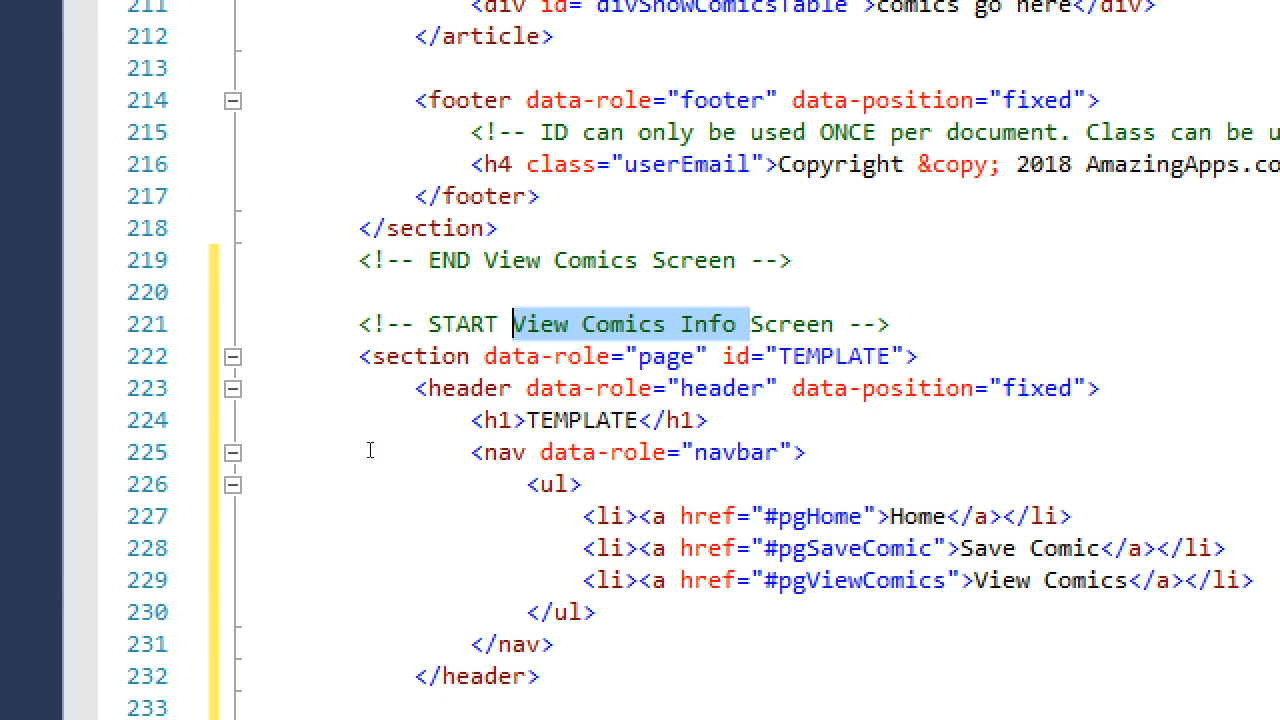 211 <div id="divShowComicsTable">comics go here</div>
212 </article>
213
214 <footer data-role="footer" data-position="fixed">
215 <!-- ID can only be used ONCE per document. Class can be u
216 <h4 class="userEmail">Copyright &copy; 2018 AmazingApps.co
217 </footer>
218 </section>
219 <!-- END View Comics Screen -->
220
221 <!-- START View Comics Info Screen -->
222 <section data-role="page" id="TEMPLATE">
223 <header data-role="header" data-position="fixed">
224 <h1>TEMPLATE</h1>
225 <nav data-role="navbar">
226 <ul>
227 <li><a href="#pgHome">Home</a></li>
228 <li><a href="#pgSaveComic">Save Comic</a></li>
229 <li><a href="#pgViewComics">View Comics</a></li>
230 </ul>
231 </nav>
232 </header>
233